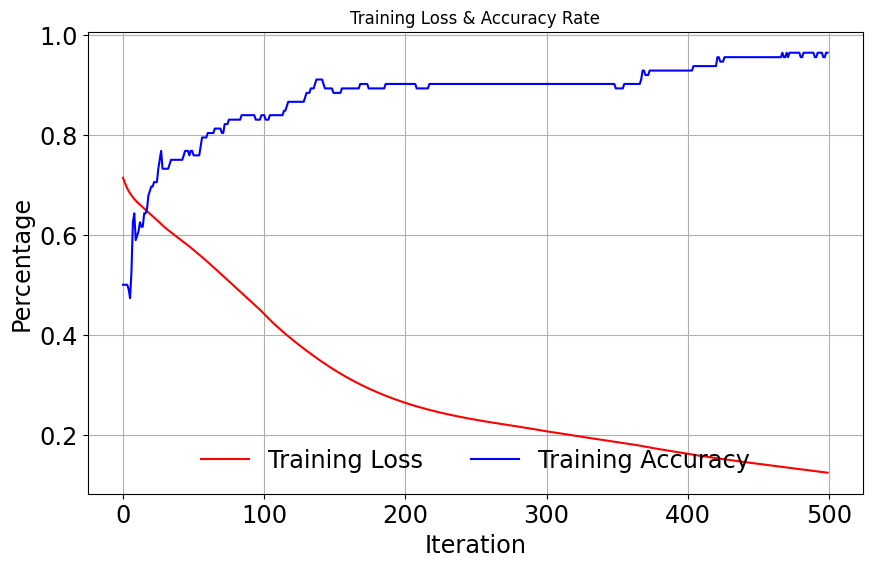 Training Loss & Accuracy Rate
1.0
0.8
0.6
0.4
0.2
Percentage
Training Loss
Training Accuracy
0 100 200 300 400 500
Iteration